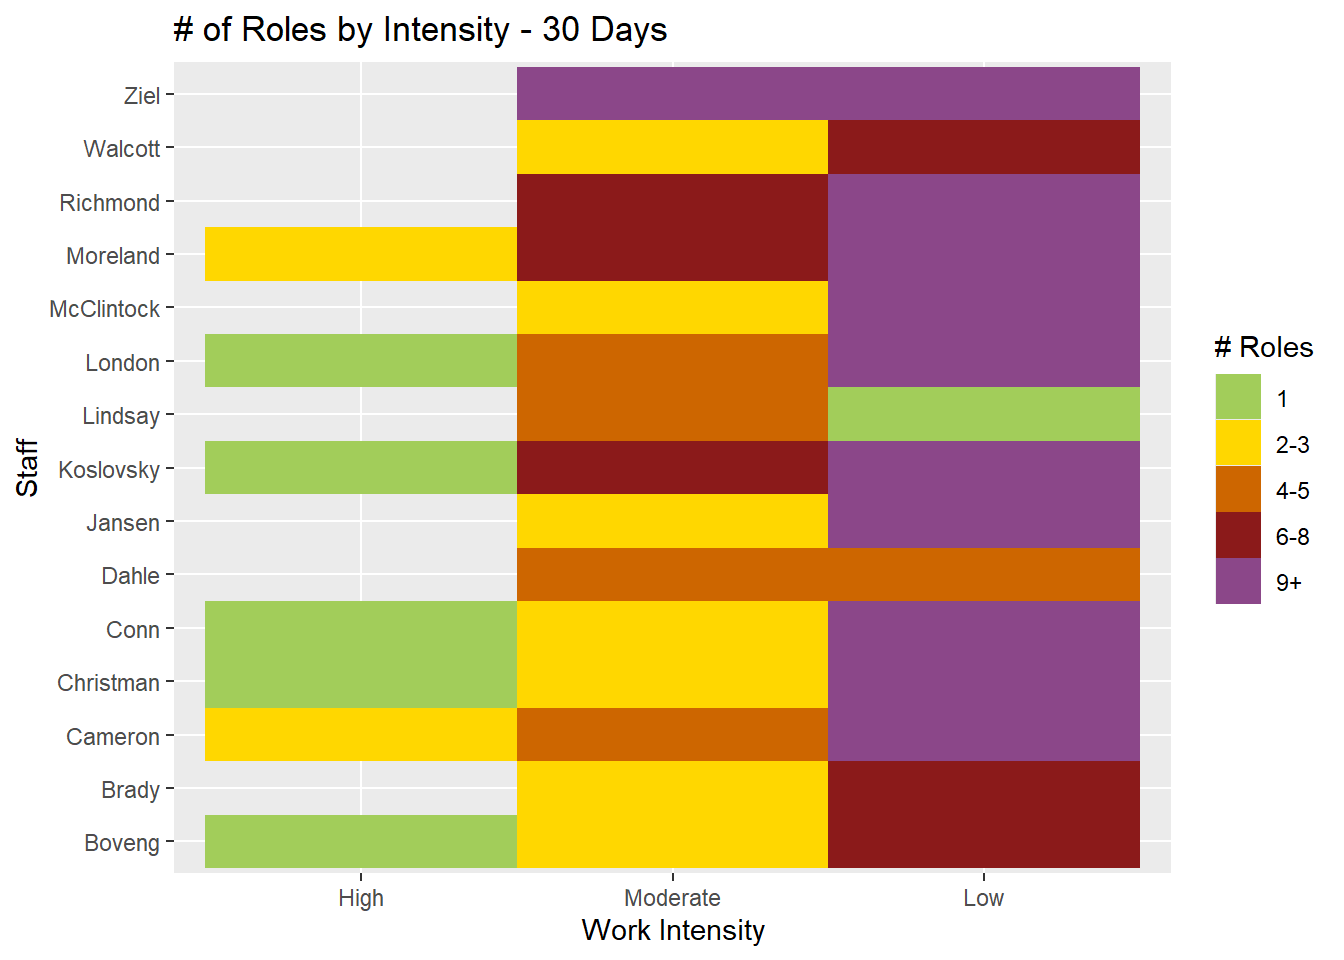 # of Roles by Intensity - 30 Days
Ziel
Walcott
Richmond
Moreland
McClintock
London
Lindsay
Koslovsky
Jansen
Dahle
Conn
Christman
Cameron
Brady
Boveng
Staff
High
Moderate
Low
Work Intensity
# Roles
1
2-3
4-5
6-8
9+